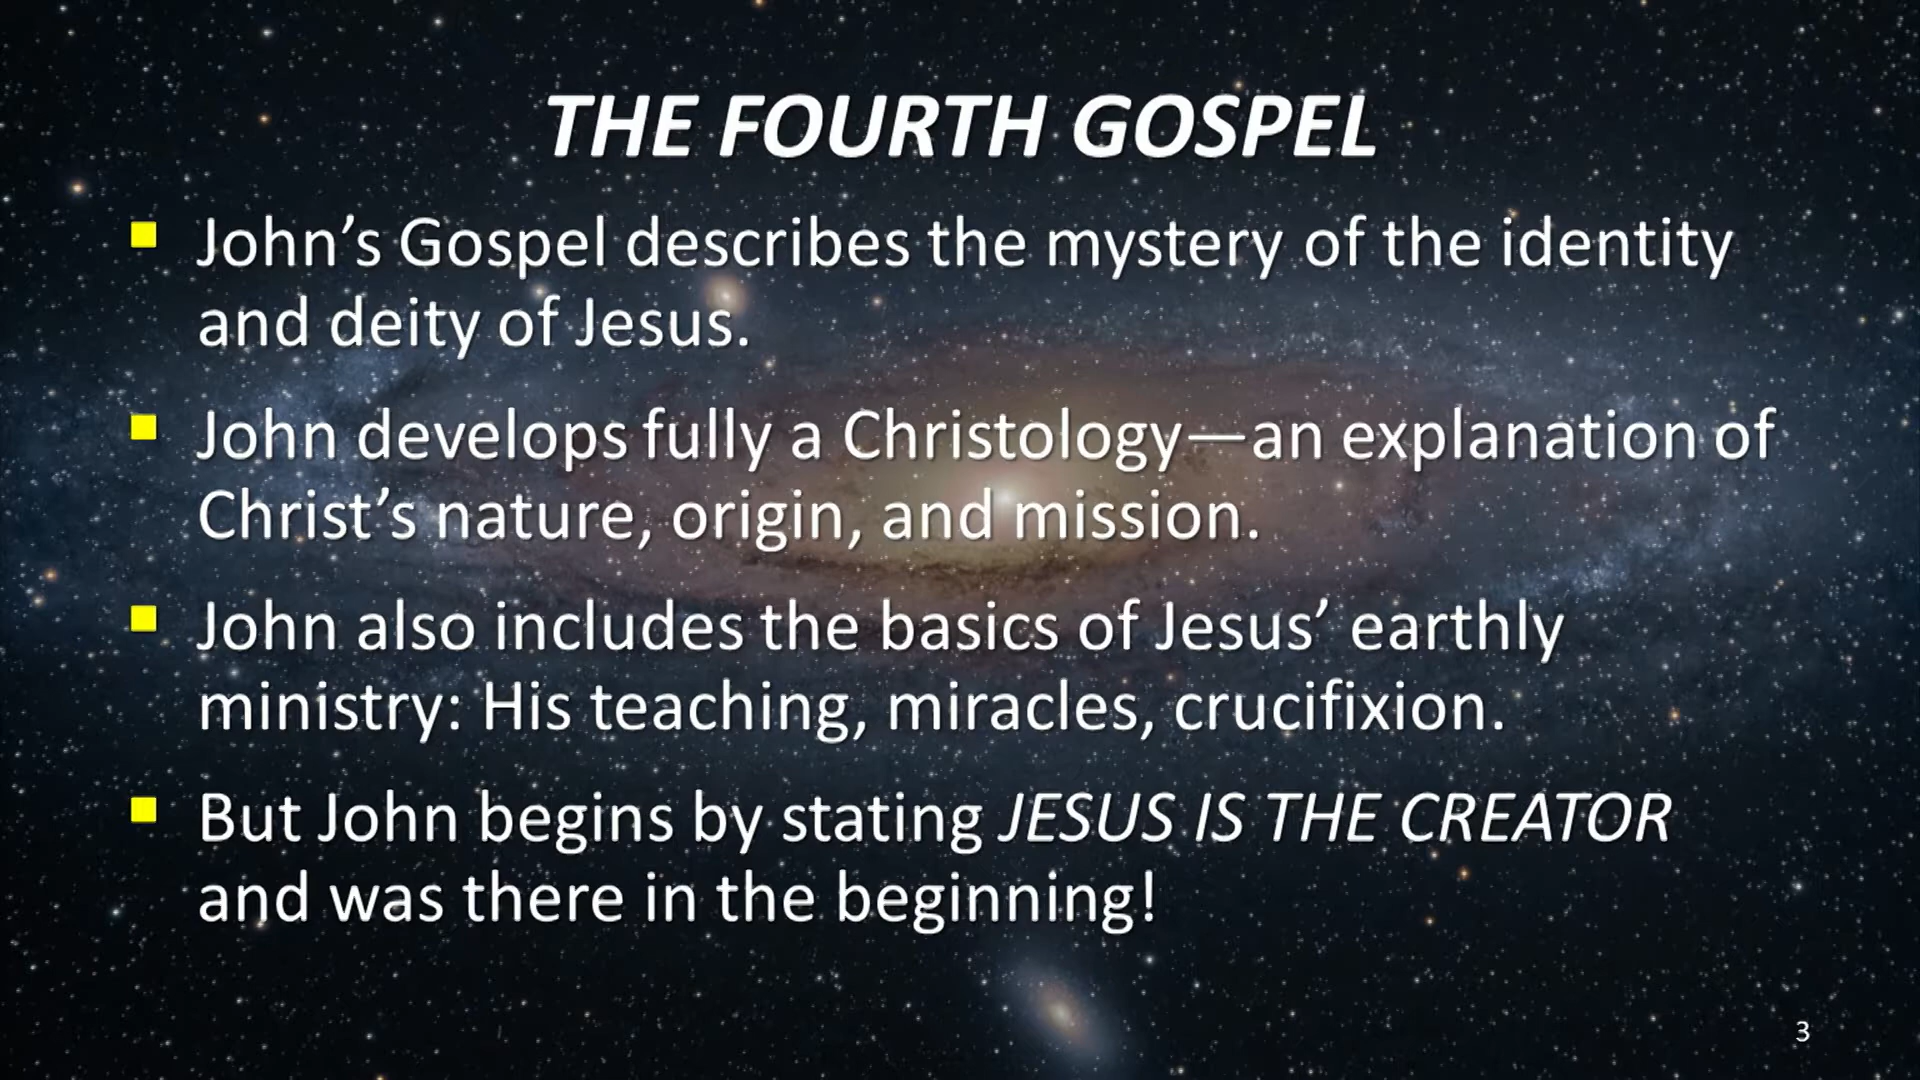 THE FOURTH GOSPEL
John’s Gospel describes the mystery of the identity
and deity of Jesus.
John develops fully a Christology—an explanation of
Christ’s nature, origin, and mission.
John also includes the basics of Jesus’ earthly
ministry: His teaching, miracles, crucifixion.
But John begins by stating JESUS IS THE CREATOR
and was there in the beginning!
3